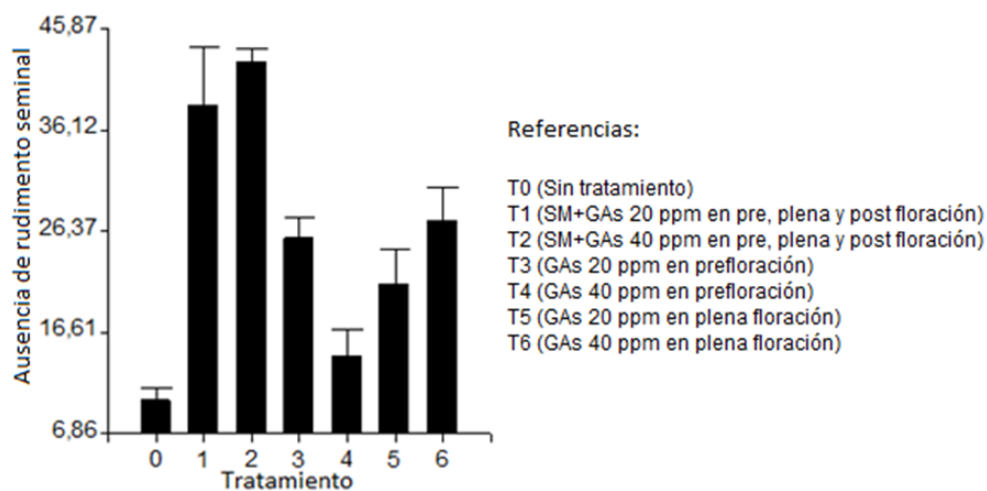 Ausencia de rudimento seminal
45,87
36,12
26,37
16,61
6,86
0 1 2 3 4 5 6
Tratamiento
Referencias:
T0 (Sin tratamiento)
T1 (SM+GAs 20 ppm en pre, plena y post floración)
T2 (SM+GAs 40 ppm en pre, plena y post floración)
T3 (GAs 20 ppm en prefloración)
T4 (GAs 40 ppm en prefloración)
T5 (GAs 20 ppm en plena floración)
T6 (GAs 40 ppm en plena floración)